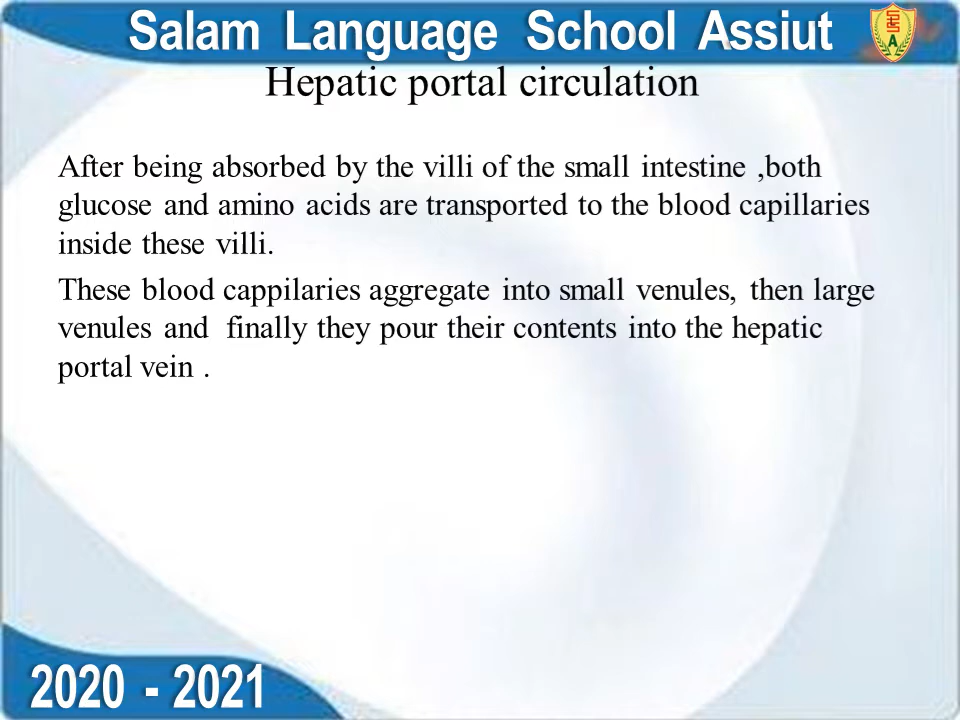 Salam Language School Assiut
Hepatic portal circulation
After being absorbed by the villi of the small intestine ,both
glucose and amino acids are transported to the blood capillaries
inside these villi.
These blood cappilaries aggregate into small venules, then large
venules and finally they pour their contents into the hepatic
portal vein .
2020 - 2021